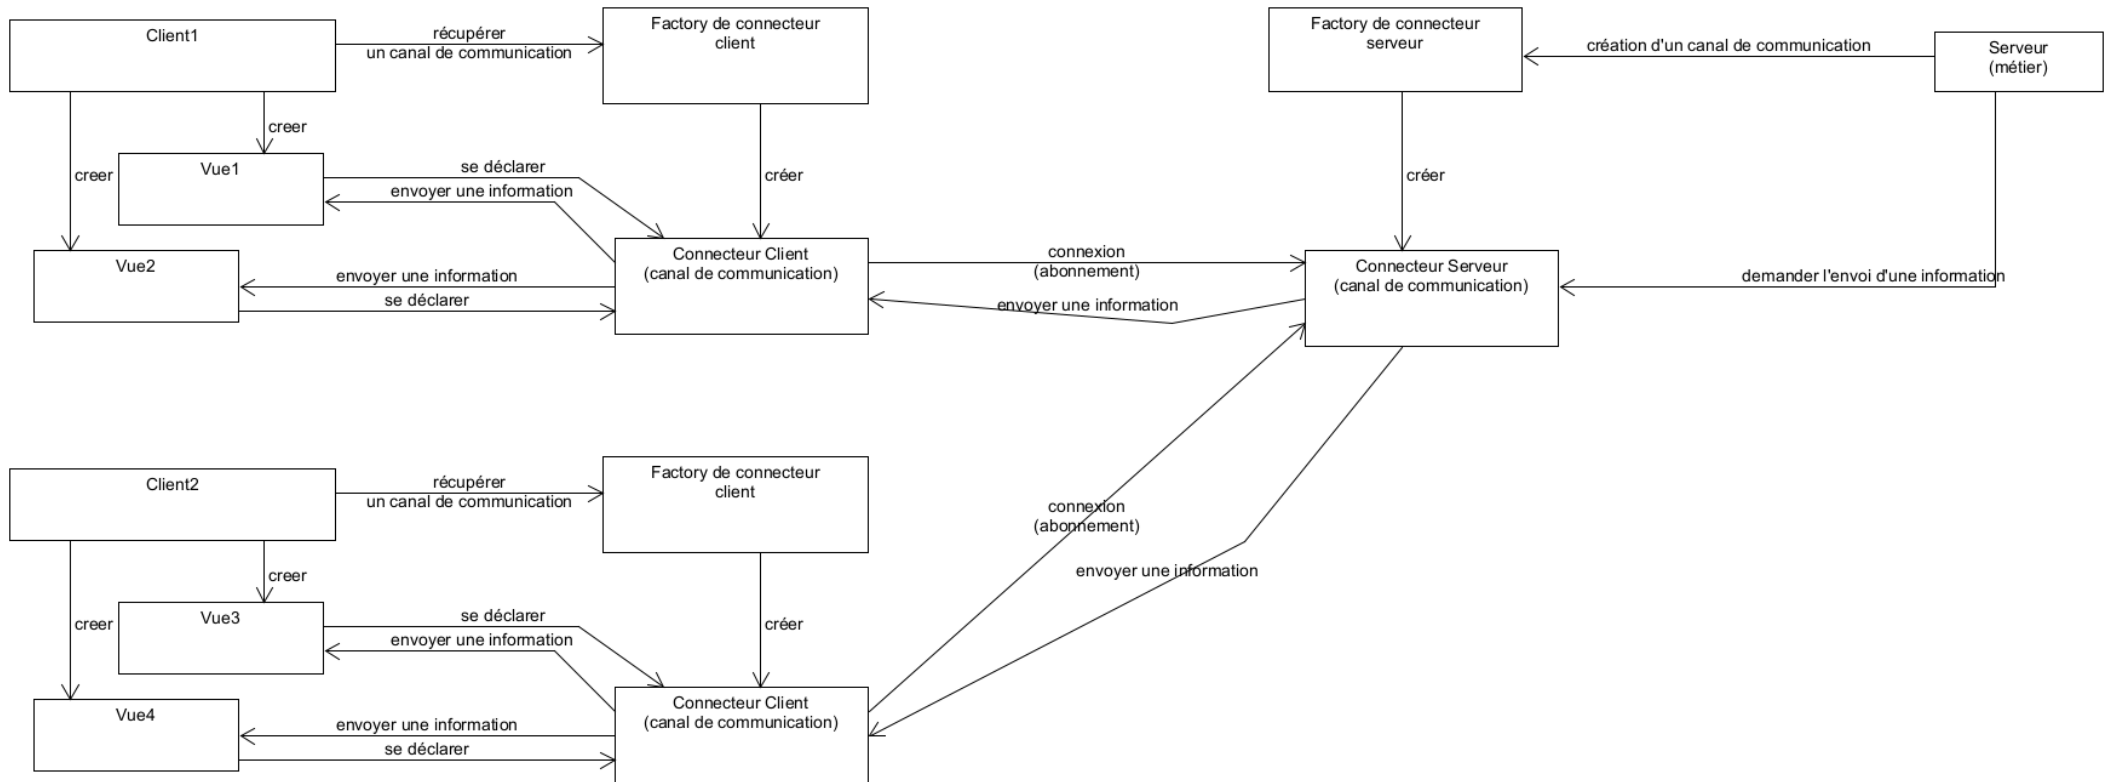 Client1
récupérer
un canal de communication
Factory de connecteur
client
Factory de connecteur
serveur
création d'un canal de communication
Serveur
(métier)
creer
creer
Vue1
se déclarer
envoyer une information
créer
créer
Vue2
envoyer une information
se déclarer
Connecteur Client
(canal de communication)
connexion
(abonnement)
envoyer une information
Connecteur Serveur
(canal de communication)
demander l'envoi d'une information
Client2
récupérer
un canal de communication
Factory de connecteur
client
connexion
(abonnement)
envoyer une information
creer
creer
Vue3
se déclarer
envoyer une information
créer
Vue4
envoyer une information
se déclarer
Connecteur Client
(canal de communication)